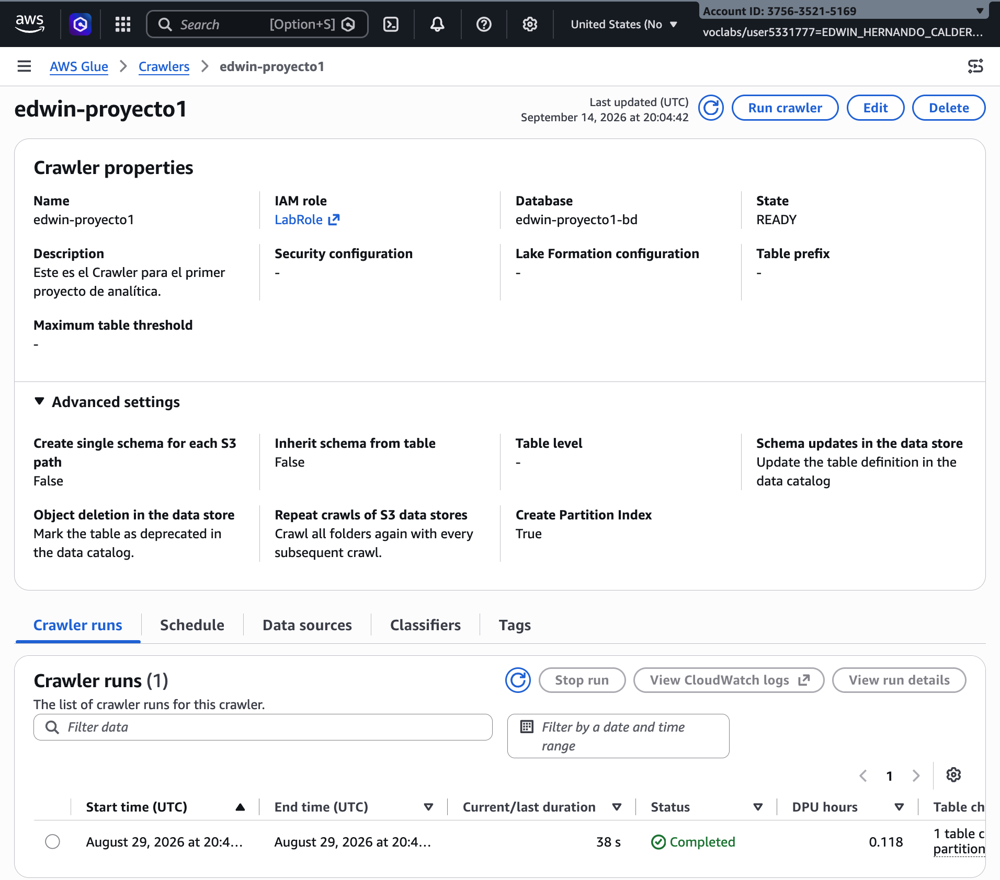 aws
Search [Option+S]
United States (No
Account ID: 3756-3521-5169
voclabs/user5331777=EDWIN_HERNANDO_CALDER...
AWS Glue
Crawlers
edwin-proyecto1
edwin-proyecto1
Last updated (UTC)
September 14, 2026 at 20:04:42
Run crawler
Edit
Delete
Crawler properties
Name
edwin-proyecto1
IAM role
LabRole
Database
edwin-proyecto1-bd
State
READY
Description
Este es el Crawler para el primer
proyecto de analítica.
Security configuration
-
Lake Formation configuration
-
Table prefix
-
Maximum table threshold
-
Advanced settings
Create single schema for each S3
path
False
Inherit schema from table
False
Table level
-
Schema updates in the data store
Update the table definition in the
data catalog
Object deletion in the data store
Mark the table as deprecated in
the data catalog.
Repeat crawls of S3 data stores
Crawl all folders again with every
subsequent crawl.
Create Partition Index
True
Crawler runs
Schedule
Data sources
Classifiers
Tags
Crawler runs (1)
The list of crawler runs for this crawler.
Stop run
View CloudWatch logs
View run details
Filter data
Filter by a date and time
range
1
Start time (UTC)
End time (UTC)
Current/last duration
Status
DPU hours
Table ch
August 29, 2026 at 20:4...
August 29, 2026 at 20:4...
38 s
Completed
0.118
1 table c
partition